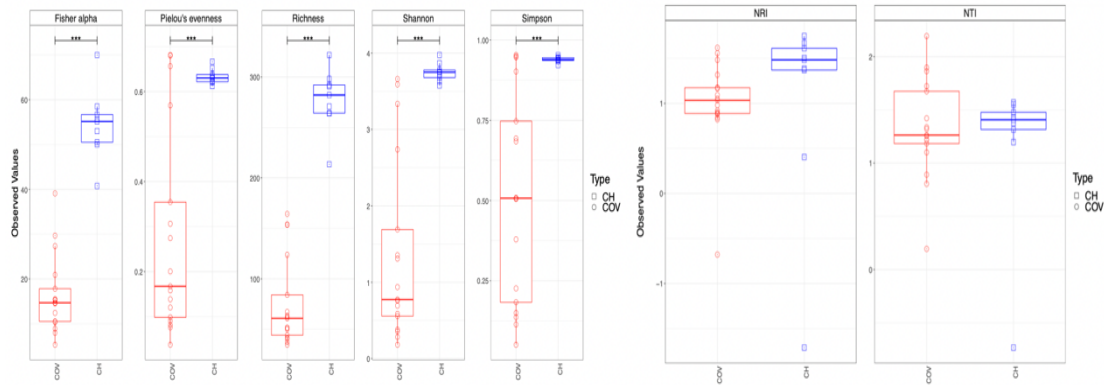 Fisher alpha
Pielou's evenness
Richness
Shannon
Simpson
NRI
NTI
Observed Values
60
40
20
***
0.6
0.4
0.2
***
300
200
100
***
4
3
2
1
0
***
1.00
0.75
0.50
0.25
***
COV
CH
COV
CH
COV
CH
COV
CH
COV
CH
Type
CH
COV
Observed Values
1
0
−1
2
1
0
COV
CH
COV
CH
Type
CH
COV